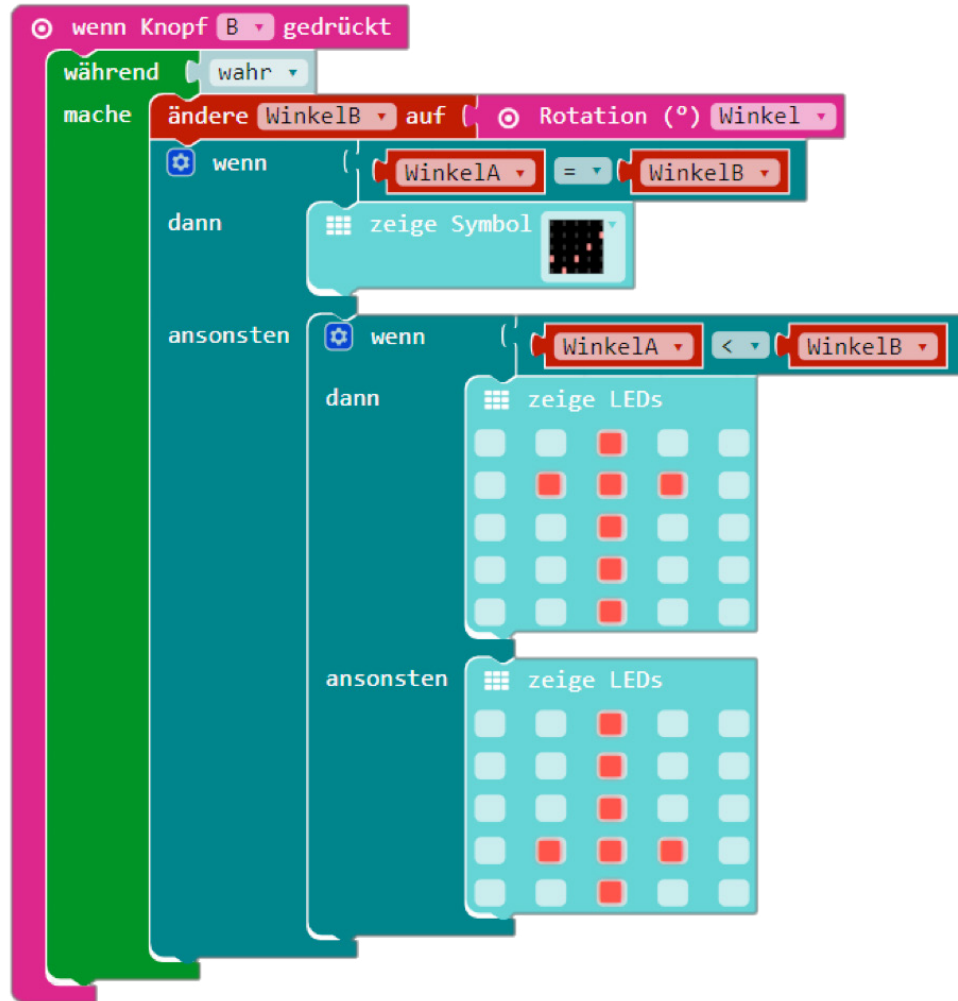 wenn Knopf B gedrückt
während wahr
mache ändere WinkelB auf Rotation (º) Winkel
wenn WinkelA = WinkelB
dann zeige Symbol
ansonsten wenn WinkelA < WinkelB
dann zeige LEDs
ansonsten zeige LEDs